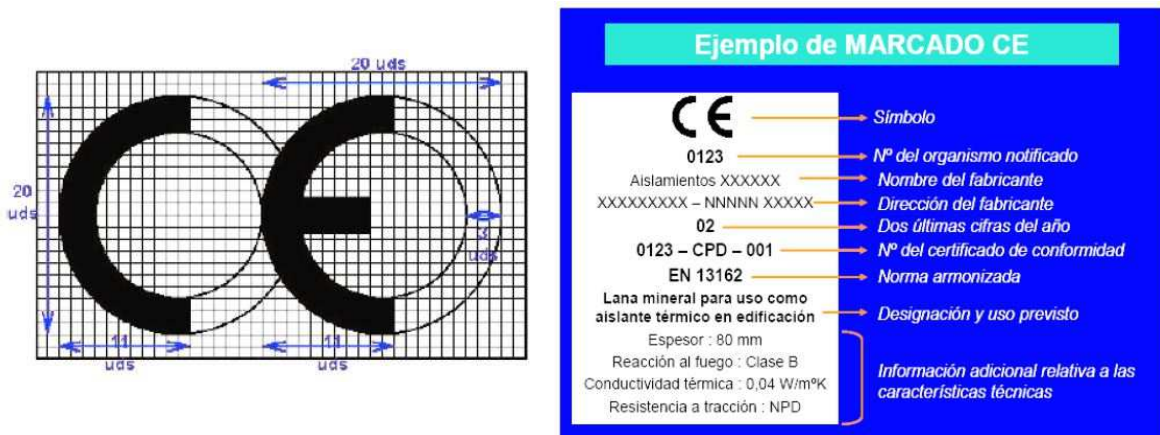 20 uds
20
uds
3
uds
11
uds
11
uds
Ejemplo de MARCADO CE
CE
Símbolo
0123
Nº del organismo notificado
Aislamientos XXXXXX
Nombre del fabricante
XXXXXXXXX – NNNNN XXXXX
Dirección del fabricante
02
Dos últimas cifras del año
0123 – CPD – 001
Nº del certificado de conformidad
EN 13162
Norma armonizada
Lana mineral para uso como
aislante térmico en edificación
Designación y uso previsto
Espesor : 80 mm
Reacción al fuego : Clase B
Conductividad térmica : 0,04 W/mºK
Resistencia a tracción : NPD
Información adicional relativa a las
características técnicas